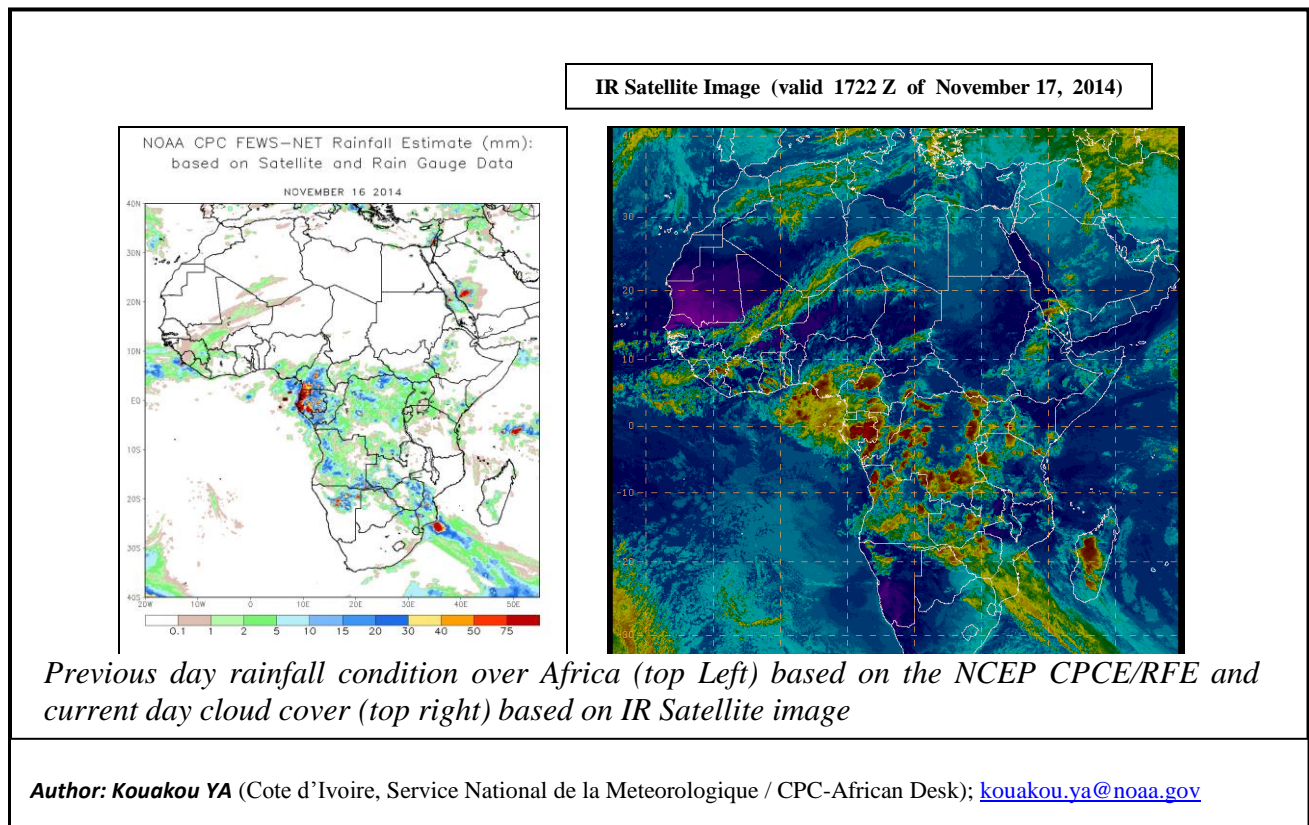 IR Satellite Image (valid 1722 Z of November 17, 2014)
NOAA CPC FEWS-NET Rainfall Estimate (mm):
based on Satellite and Rain Gauge Data
NOVEMBER 16 2014
40N
30N
20N
10N
EQ
10S
20S
30S
40S
20W 10W 0 10E 20E 30E 40E 50E
0.1 1 2 5 10 15 20 30 40 50 75
30
20
10
0
-10
-20
-30
Previous day rainfall condition over Africa (top Left) based on the NCEP CPCE/RFE and
current day cloud cover (top right) based on IR Satellite image
Author: Kouakou YA (Cote d’Ivoire, Service National de la Meteorologique / CPC-African Desk); kouakou.ya@noaa.gov